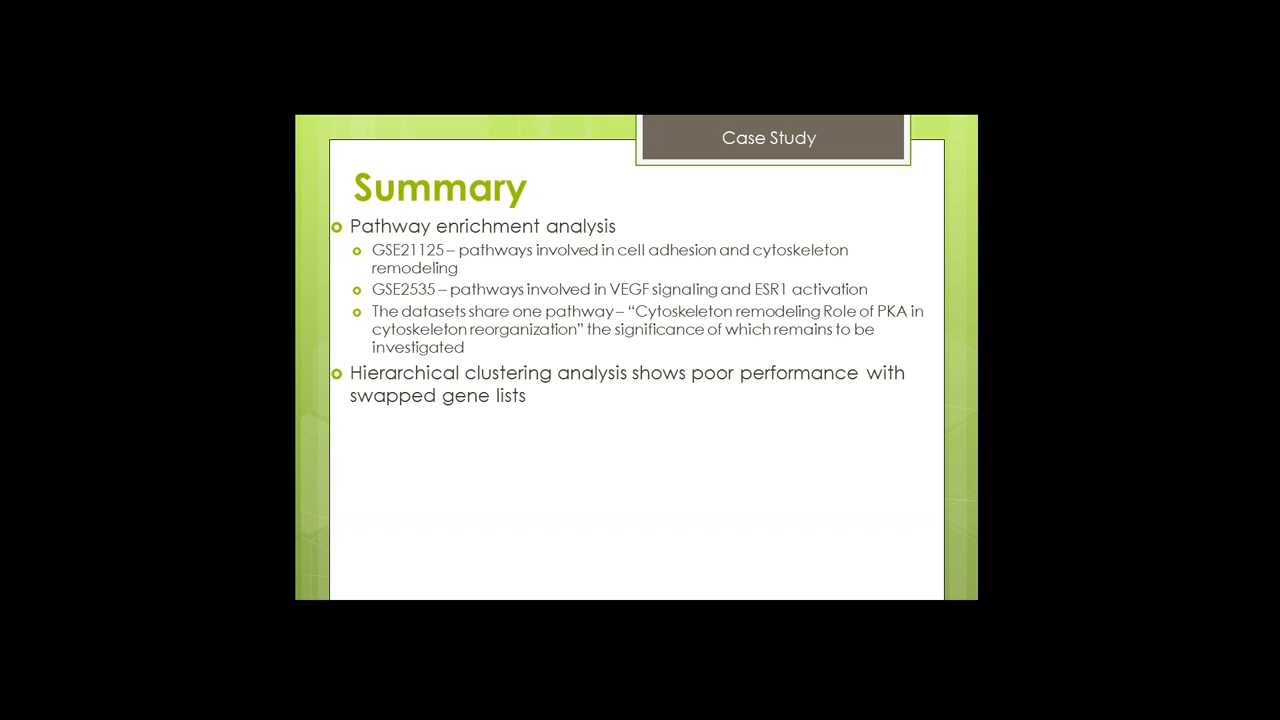 Case Study
Summary
Pathway enrichment analysis
GSE21125 – pathways involved in cell adhesion and cytoskeleton
remodeling
GSE2535 – pathways involved in VEGF signaling and ESR1 activation
The datasets share one pathway – “Cytoskeleton remodeling Role of PKA in
cytoskeleton reorganization” the significance of which remains to be
investigated
Hierarchical clustering analysis shows poor performance with
swapped gene lists